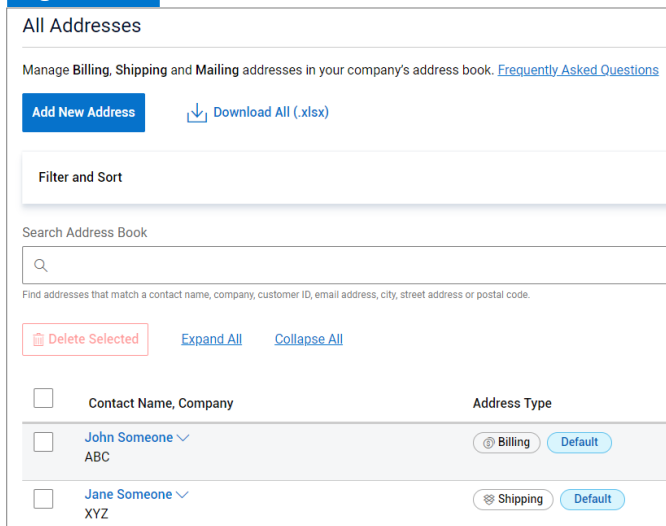 All Addresses
Manage Billing, Shipping and Mailing addresses in your company's address book. Frequently Asked Questions
Add New Address Download All (.xlsx)
Filter and Sort
Search Address Book
Find addresses that match a contact name, company, customer ID, email address, city, street address or postal code.
Delete Selected Expand All Collapse All
Contact Name, Company Address Type
John Someone Billing Default
ABC
Jane Someone Shipping Default
XYZ